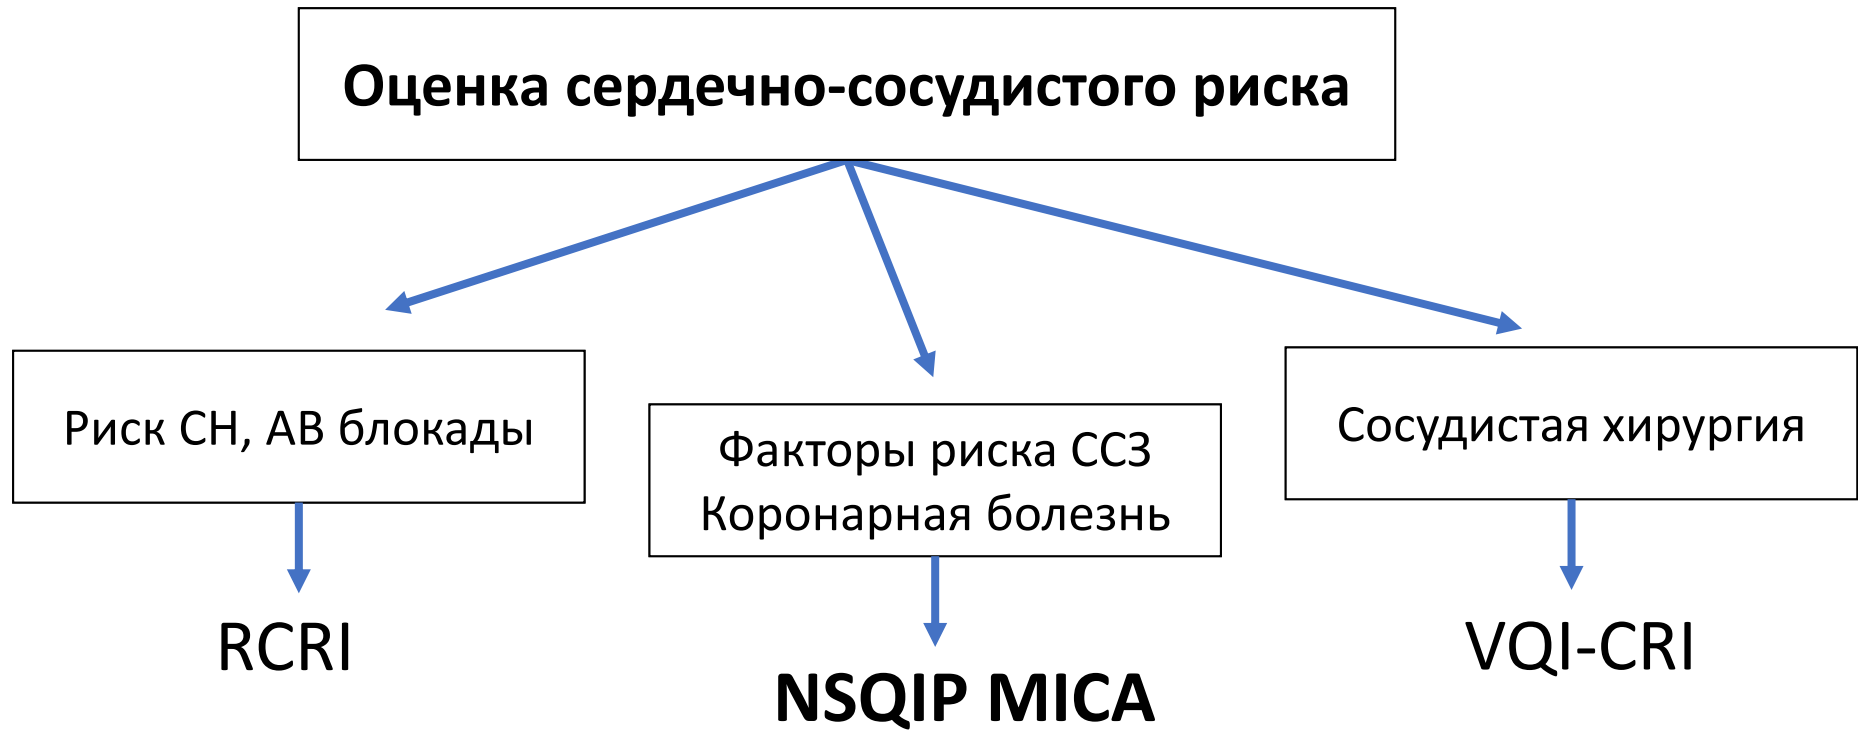 Оценка сердечно-сосудистого риска
Риск СН, АВ блокады
Факторы риска ССЗ
Коронарная болезнь
Сосудистая хирургия
RCRI
NSQIP MICA
VQI-CRI